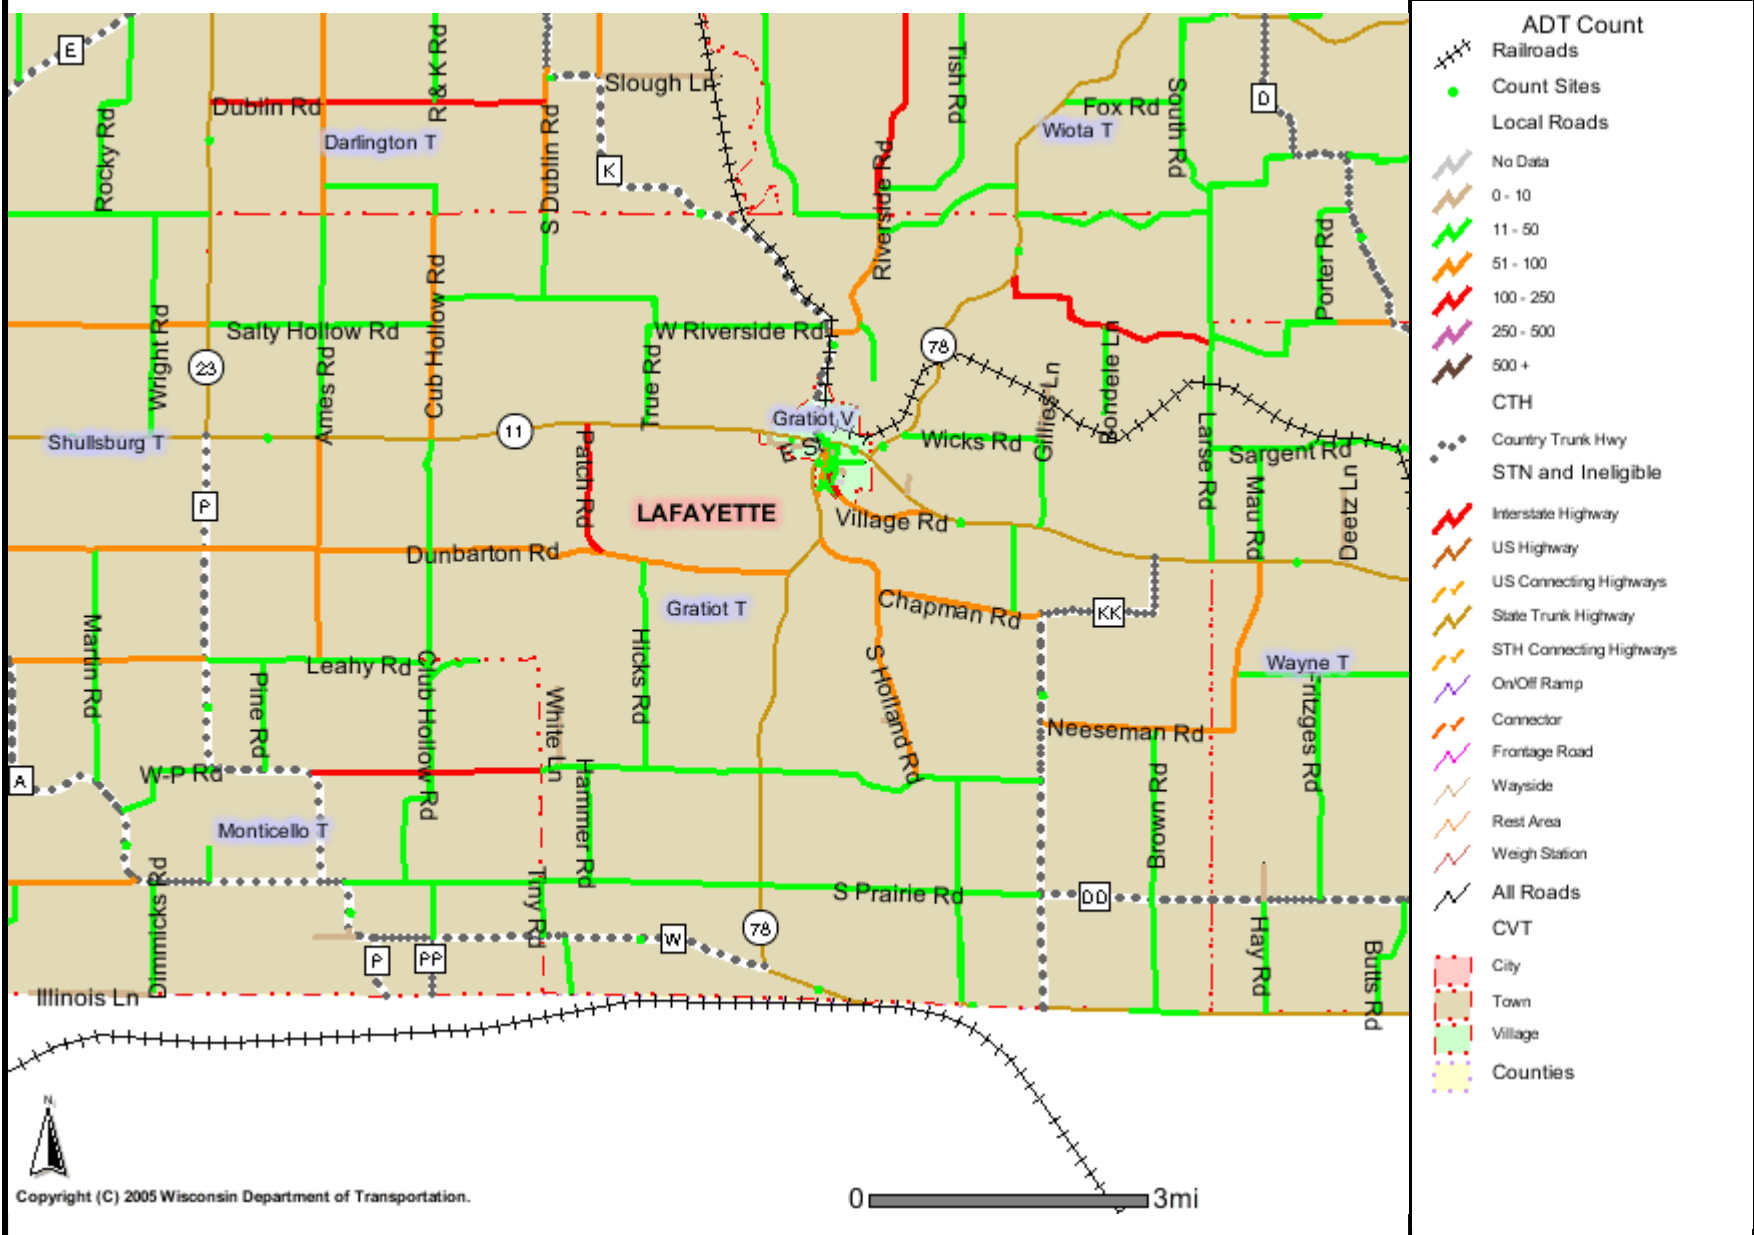 E
Rocky Rd
Dublin Rd
R & K Rd
Darlington T
S Dublin Rd
Slough Ln
K
Tish Rd
Riverside Rd
Fox Rd
Wiota T
South Rd
D
Porter Rd
Wright Rd
Salty Hollow Rd
Cub Hollow Rd
W Riverside Rd
23
Ames Rd
True Rd
78
Gillies Ln
Bondele Ln
Shullsburg T
11
Patch Rd
Gratiot V
E S
Wicks Rd
Larse Rd
Sargent Rd
Mau Rd
Deetz Ln
P
LAFAYETTE
Village Rd
Dunbarton Rd
Gratiot T
Chapman Rd
KK
Martin Rd
Leahy Rd
Pine Rd
Club Hollow Rd
Hicks Rd
White Ln
S Holland Rd
Wayne T
Fritzges Rd
Neeseman Rd
A
W-P Rd
Hammer Rd
Monticello T
Brown Rd
Dimmicks Rd
Tiny Rd
S Prairie Rd
DD
78
W
P
PP
Hay Rd
Butts Rd
Illinois Ln
N
Copyright (C) 2005 Wisconsin Department of Transportation.
0 3mi
ADT Count
Railroads
Count Sites
Local Roads
No Data
0 - 10
11 - 50
51 - 100
100 - 250
250 - 500
500 +
CTH
Country Trunk Hwy
STN and Ineligible
Interstate Highway
US Highway
US Connecting Highways
State Trunk Highway
STH Connecting Highways
On/Off Ramp
Connector
Frontage Road
Wayside
Rest Area
Weigh Station
All Roads
CVT
City
Town
Village
Counties